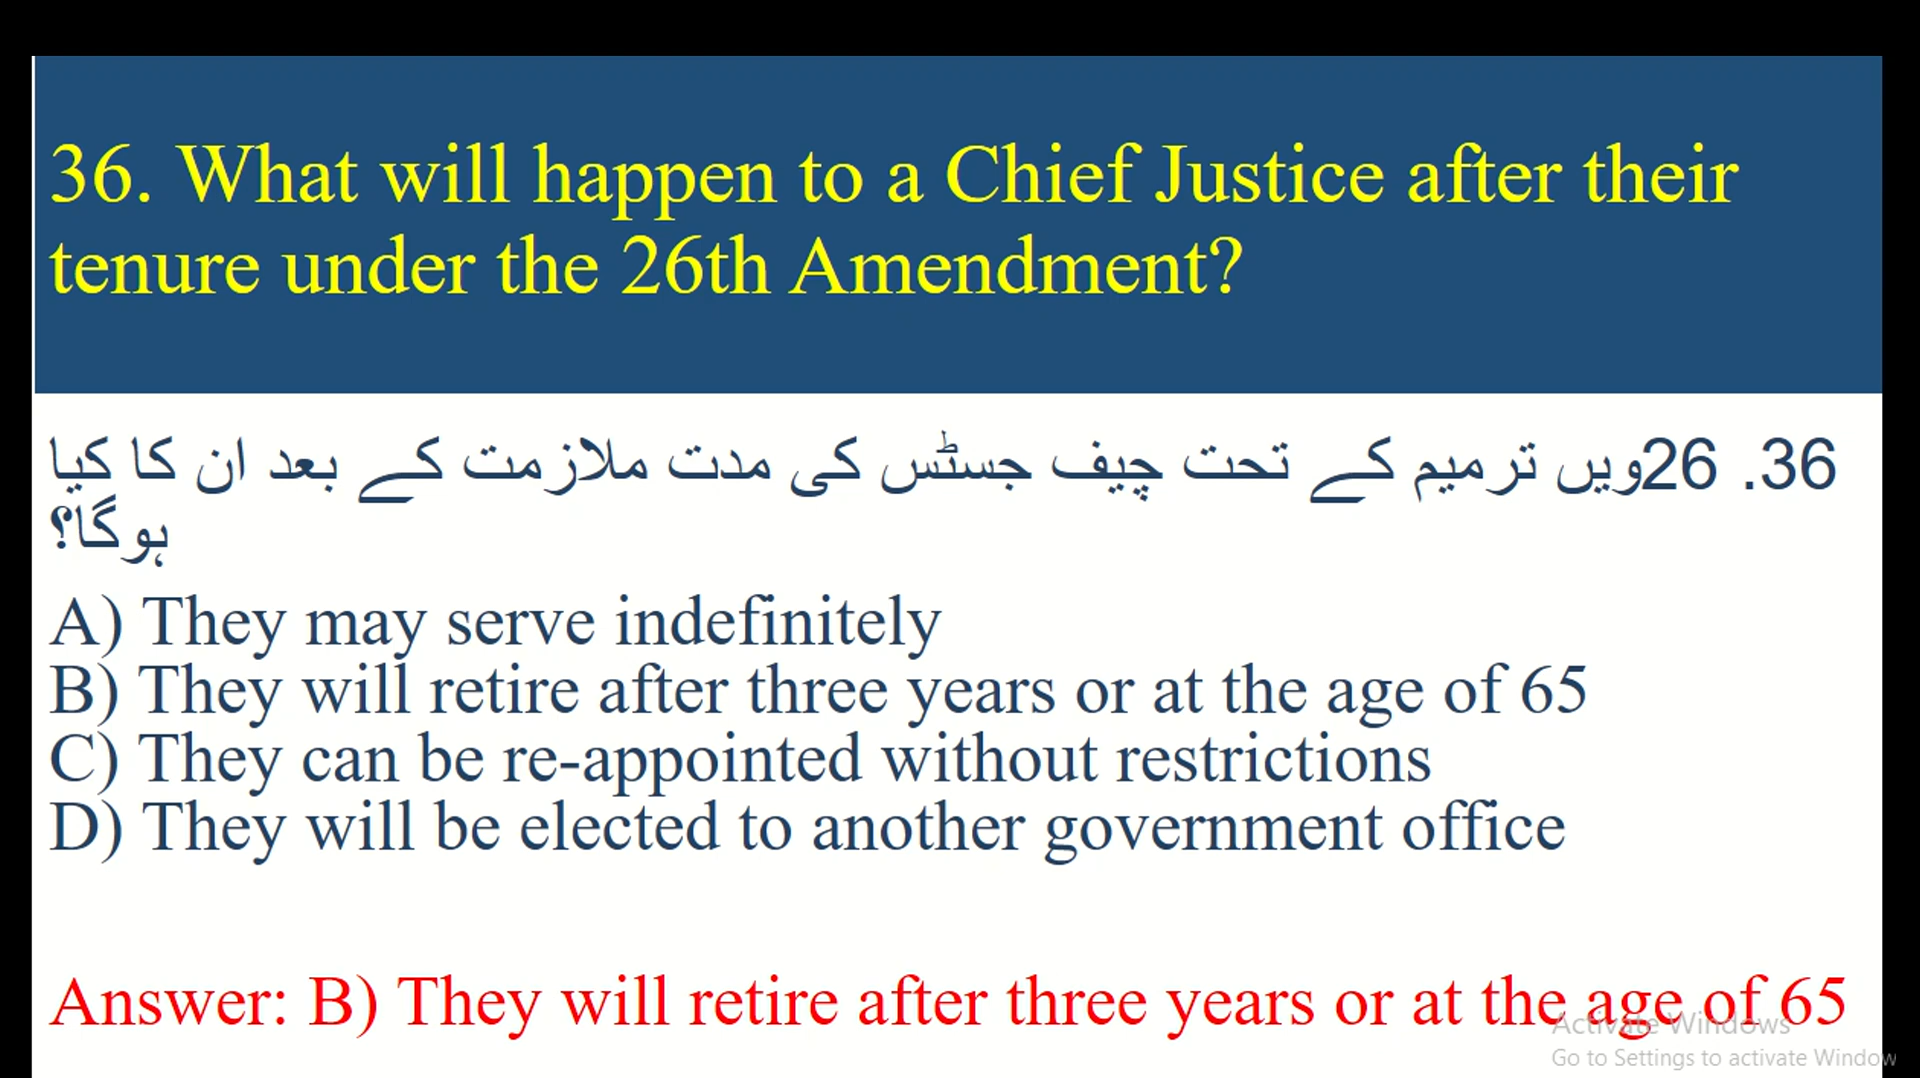 36. What will happen to a Chief Justice after their
tenure under the 26th Amendment?
36. 26ویں ترمیم کے تحت چیف جسٹس کی مدت ملازمت کے بعد ان کا کیا
ہوگا؟
A) They may serve indefinitely
B) They will retire after three years or at the age of 65
C) They can be re-appointed without restrictions
D) They will be elected to another government office
Answer: B) They will retire after three years or at the age of 65
Activate Windows
Go to Settings to activate Window